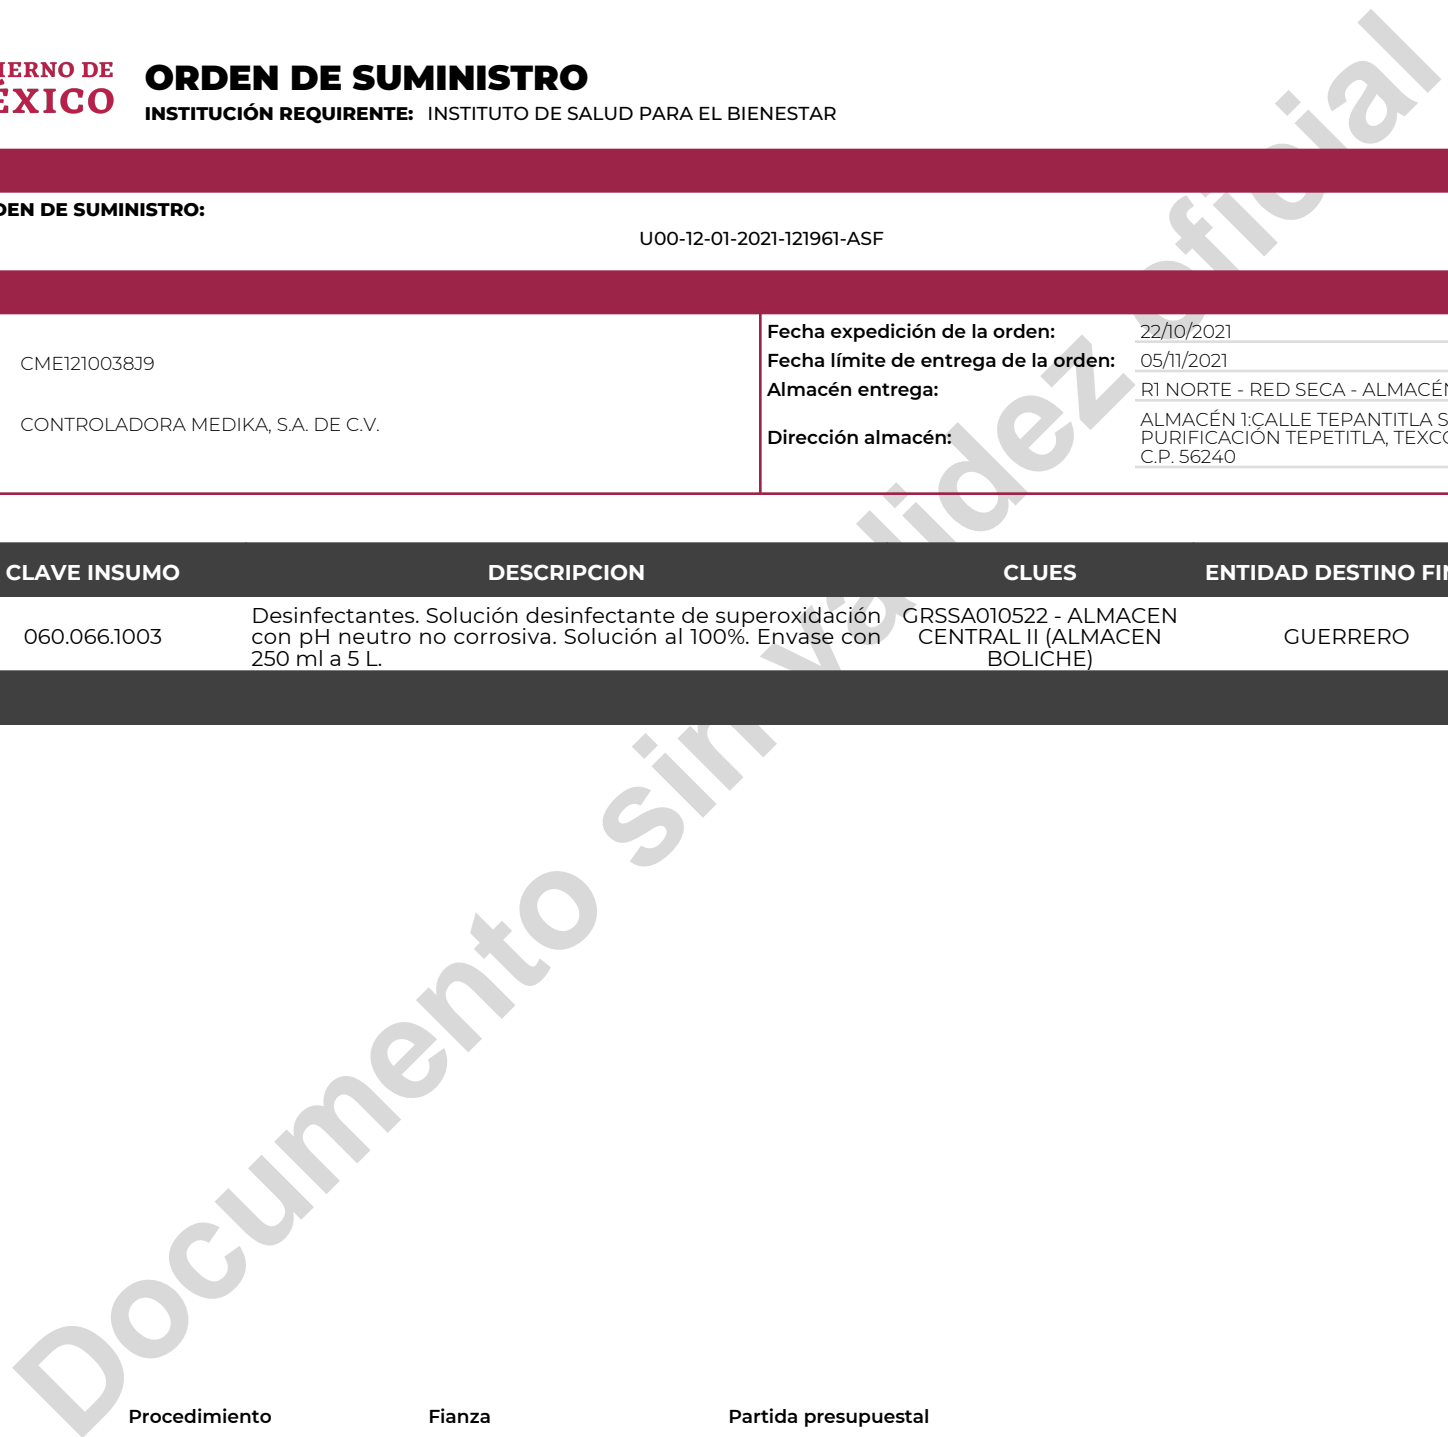 IERNO DE
ÉXICO
ORDEN DE SUMINISTRO
INSTITUCIÓN REQUIRENTE: INSTITUTO DE SALUD PARA EL BIENESTAR
DEN DE SUMINISTRO:
U00-12-01-2021-121961-ASF
CME1210038J9
CONTROLADORA MEDIKA, S.A. DE C.V.
Fecha expedición de la orden: 22/10/2021
Fecha límite de entrega de la orden: 05/11/2021
Almacén entrega: R1 NORTE - RED SECA - ALMACÉN
Dirección almacén: ALMACÉN 1:CALLE TEPANTITLA S
PURIFICACIÓN TEPETITLA, TEXCO
C.P. 56240
CLAVE INSUMO DESCRIPCION CLUES ENTIDAD DESTINO FIN
060.066.1003
Desinfectantes. Solución desinfectante de superoxidación
con pH neutro no corrosiva. Solución al 100%. Envase con
250 ml a 5 L.
GRSSA010522 - ALMACEN
CENTRAL II (ALMACEN
BOLICHE)
GUERRERO
Documento sin validez oficial
Procedimiento Fianza Partida presupuestal